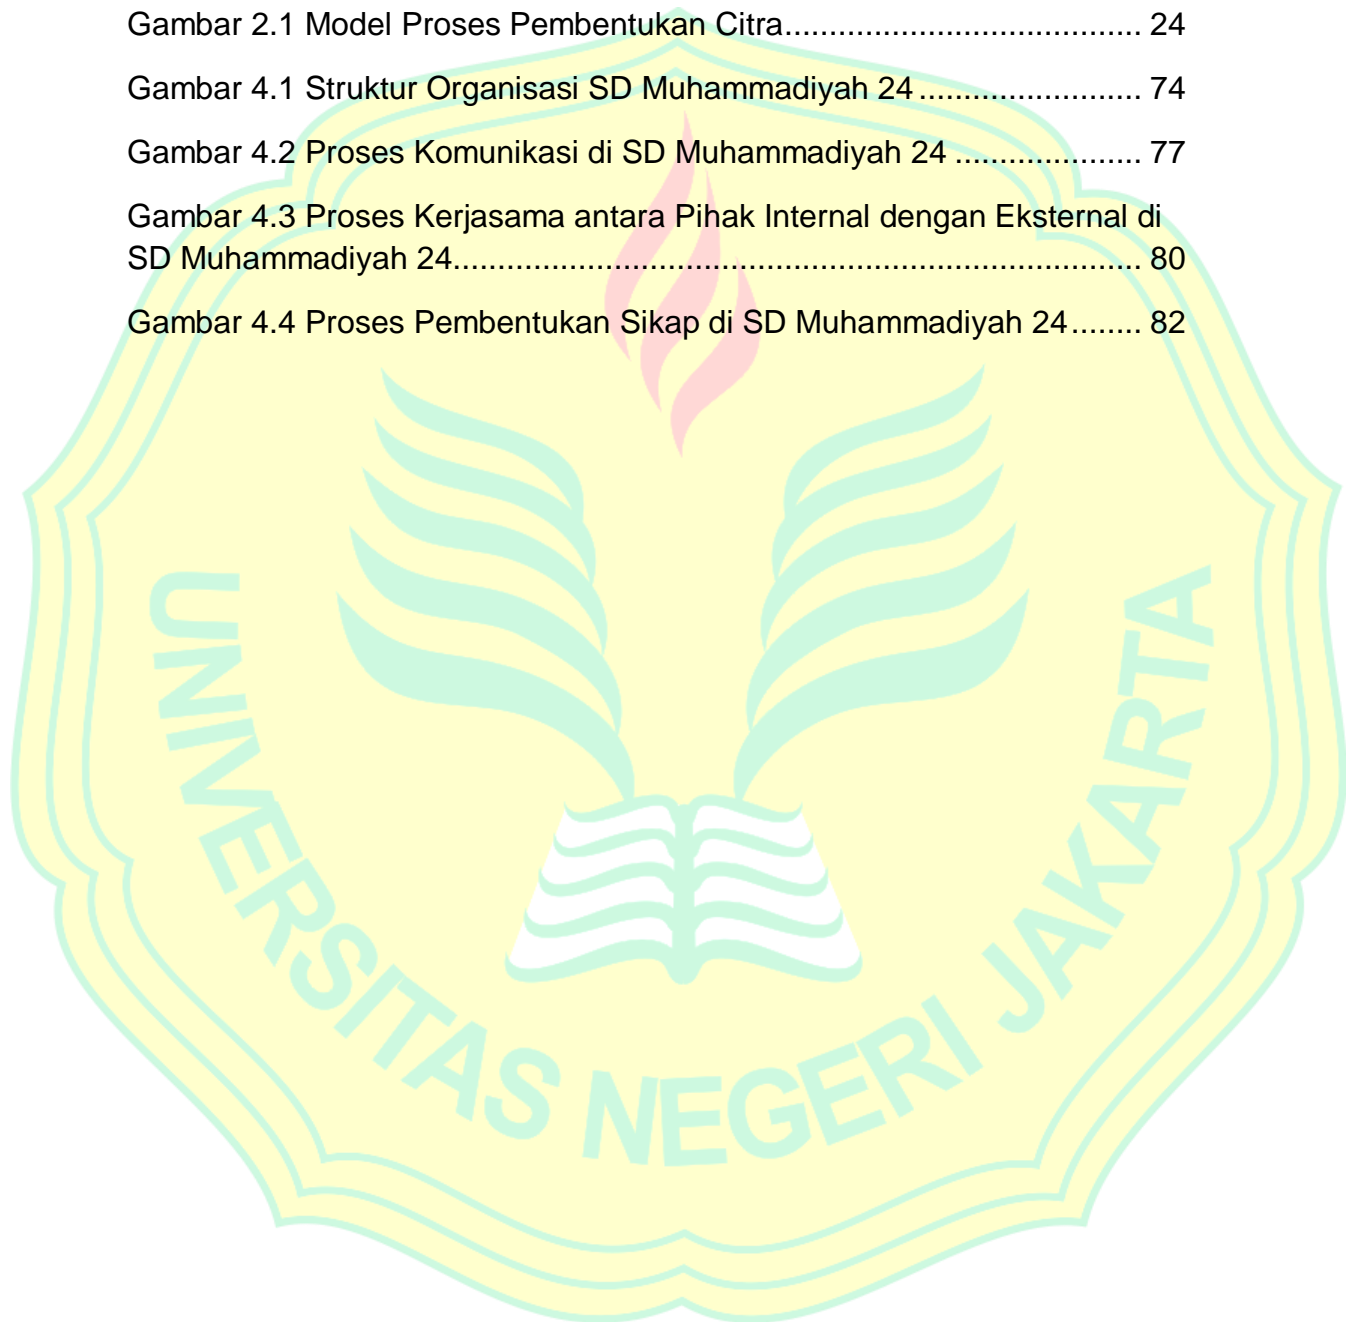 Gambar 2.1 Model Proses Pembentukan Citra........................................ 24
Gambar 4.1 Struktur Organisasi SD Muhammadiyah 24......................... 74
Gambar 4.2 Proses Komunikasi di SD Muhammadiyah 24 ..................... 77
Gambar 4.3 Proses Kerjasama antara Pihak Internal dengan Eksternal di
SD Muhammadiyah 24............................................................................. 80
Gambar 4.4 Proses Pembentukan Sikap di SD Muhammadiyah 24........ 82
UNIVERSITAS NEGERI JAKARTA